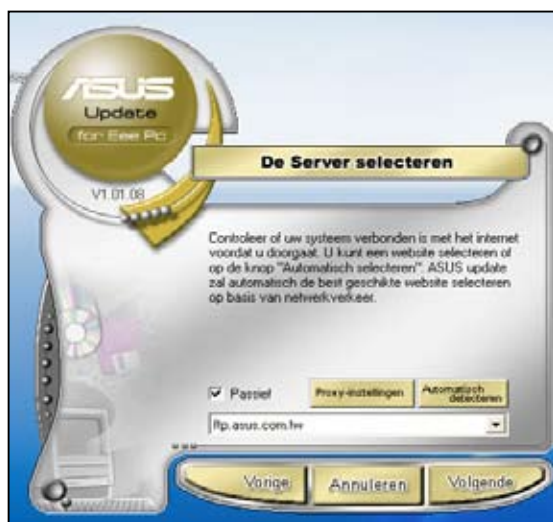 ASUS
Update
for Eee Pc
V1.01.08
De Server selecteren
Controleer of uw systeem verbonden is met het internet
voordat u doorgaat. U kunt een website selecteren of
op de knop "Automatisch selecteren". ASUS update
zal automatisch de best geschikte website selecteren
op basis van netwerkverkeer.
Passief
Proxy-instellingen
Automatisch
detecteren
ftp.asus.com.tw
Vorige
Annuleren
Volgende